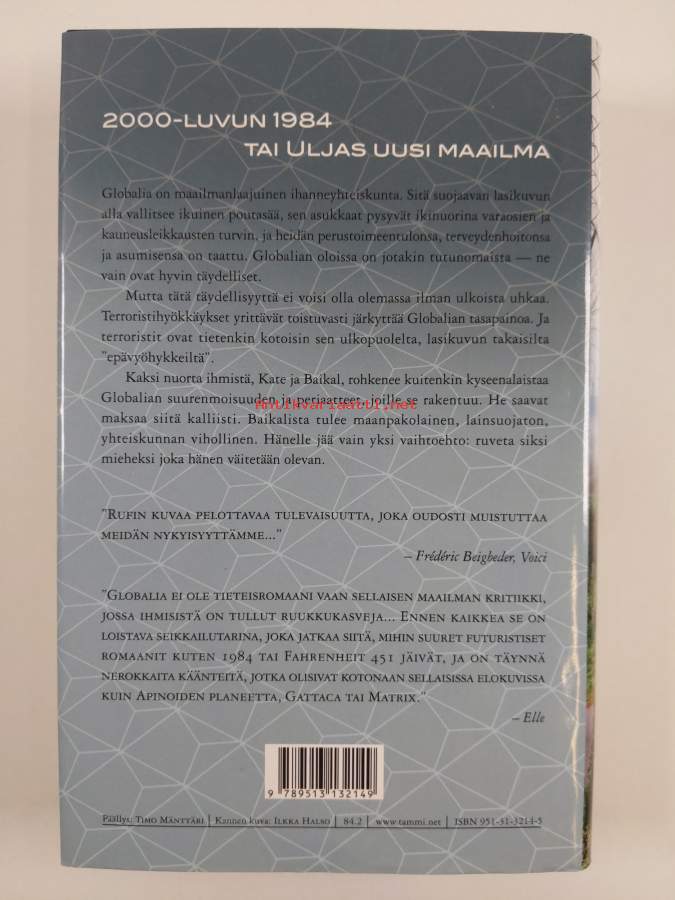 2000-LUVUN 1984
TAI ULJAS UUSI MAAILMA
Globalia on maailmanlaajuinen ihanneyhteiskunta. Sitä suojaavan lasikuvun
alla vallitsee ikuinen poutasää, sen asukkaat pysyvät ikinuorina varaosien ja
kauneusleikkausten turvin, ja heidän perustoimeentulonsa, terveydenhoitonsa
ja asumisensa on taattu. Globalian oloissa on jotakin tutunomaista — ne
vain ovat hyvin täydelliset.
Mutta tätä täydellisyyttä ei voisi olla olemassa ilman ulkoista uhkaa.
Terroristihyökkäykset yrittävät toistuvasti järkyttää Globalian tasapainoa. Ja
terroristit ovat tietenkin kotoisin sen ulkopuolelta, lasikuvun takaisilta
"epävyöhykkeiltä".
Kaksi nuorta ihmistä, Kate ja Baikal, rohkenee kuitenkin kyseenalaistaa
Globalian suurenmoisuuden ja periaatteet, joille se rakentuu. He saavat
Antikvariaatti.net
maksaa siitä kalliisti. Baikalista tulee maanpakolainen, lainsuojaton,
yhteiskunnan vihollinen. Hänelle jää vain yksi vaihtoehto: ruveta siksi
mieheksi joka hänen väitetään olevan.
"RUFIN KUVAA PELOTTAVAA TULEVAISUUTTA, JOKA OUDOSTI MUISTUTTAA
MEIDÄN NYKYISYYTTÄMME..."
– Frédéric Beigbeder, Voici
"GLOBALIA EI OLE TIETEISROMAANI VAAN SELLAISEN MAAILMAN KRITIIKKI,
JOSSA IHMISISTÄ ON TULLUT RUUKKUKASVEJA... ENNEN KAIKKEA SE ON
LOISTAVA SEIKKAILUTARINA, JOKA JATKAA SIITÄ, MIHIN SUURET FUTURISTISET
ROMAANIT KUTEN 1984 TAI FAHRENHEIT 451 JÄIVÄT, JA ON TÄYNNÄ
NEROKKAITA KÄÄNTEITÄ, JOTKA OLISIVAT KOTONAAN SELLAISISSA ELOKUVISSA
KUIN APINOIDEN PLANEETTA, GATTACA TAI MATRIX."
– Elle
9 789513 132149
Päällys: TIMO MÄNTTÄRI | Kannen kuva: ILKKA HALSO | 84.2 | www.tammi.net | ISBN 951-31-3214-5